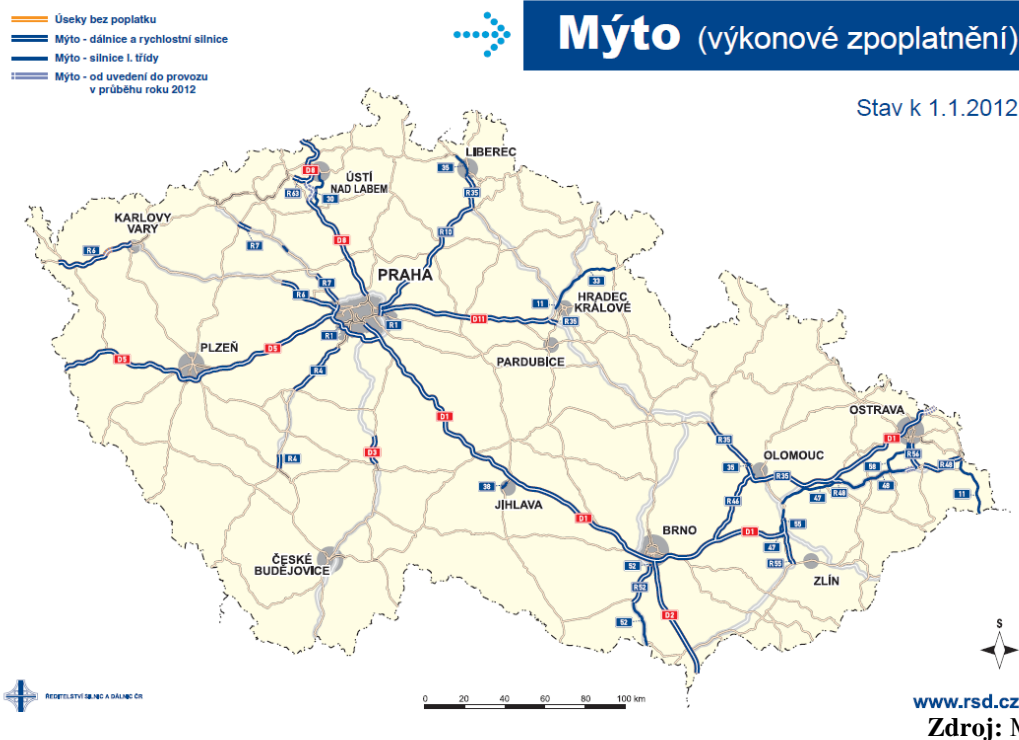 Úseky bez poplatku
Mýto - dálnice a rychlostní silnice
Mýto - silnice I. třídy
Mýto - od uvedení do provozu
v průběhu roku 2012
Mýto (výkonové zpoplatnění)
Stav k 1.1.2012
LIBEREC
35
D8
ÚSTÍ
NAD LABEM
R63
30
R35
KARLOVY
VARY
R6
R7
D8
R10
PRAHA
R7
R6
33
11
HRADEC
KRÁLOVÉ
R1
D11
R35
R1
PLZEŇ
D5
D5
PARDUBICE
R4
D1
OSTRAVA
D1
R35
R56
D3
OLOMOUC
35
R35
58
R48
R4
48
38
R48
47
11
JIHLAVA
R46
D1
BRNO
D1
55
47
ČESKÉ
BUDĚJOVICE
52
R55
ZLÍN
R52
D2
52
S
ŘEDITELSTVÍ SILNIC A DÁLNIC ČR
0 20 40 60 80 100 km
www.rsd.cz
Zdroj: M